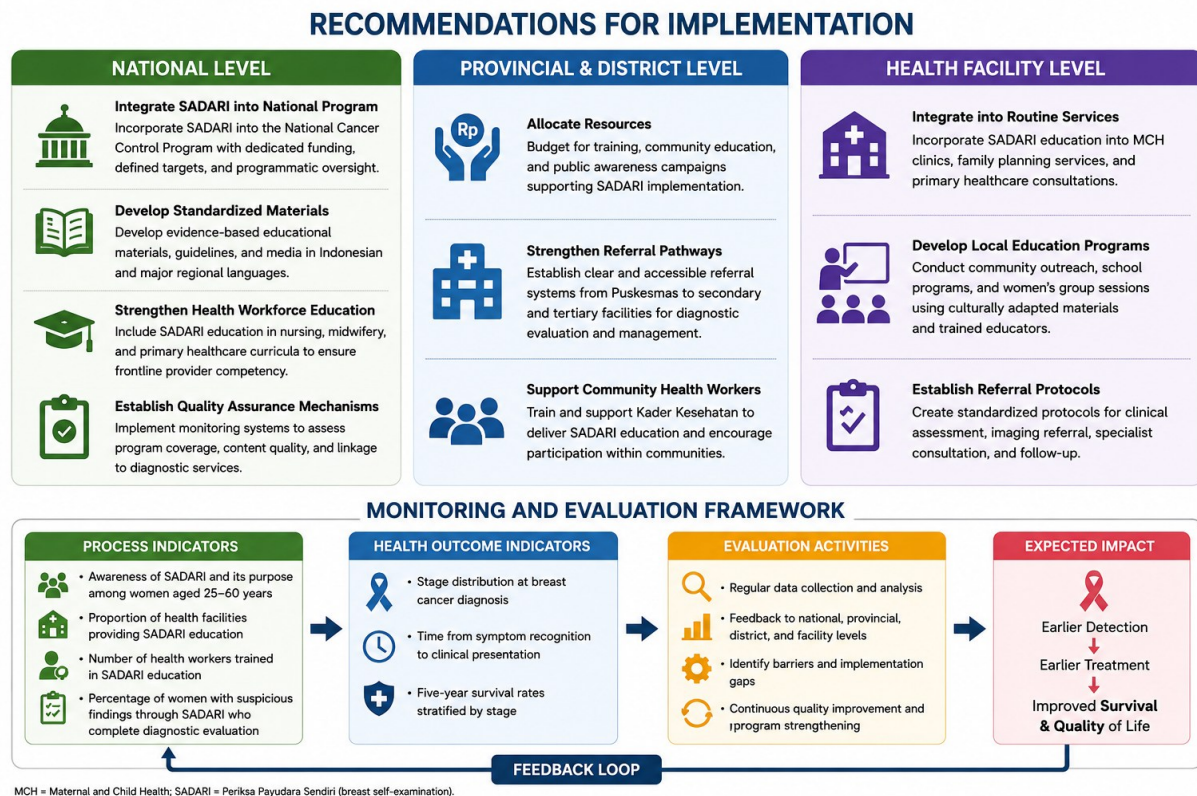 RECOMMENDATIONS FOR IMPLEMENTATION
NATIONAL LEVEL
Integrate SADARI into National Program
Incorporate SADARI into the National Cancer
Control Program with dedicated funding,
defined targets, and programmatic oversight.
Develop Standardized Materials
Develop evidence-based educational
materials, guidelines, and media in Indonesian
and major regional languages.
Strengthen Health Workforce Education
Include SADARI education in nursing, midwifery,
and primary healthcare curricula to ensure
frontline provider competency.
Establish Quality Assurance Mechanisms
Implement monitoring systems to assess
program coverage, content quality, and linkage
to diagnostic services.
PROVINCIAL & DISTRICT LEVEL
Rp
Allocate Resources
Budget for training, community education,
and public awareness campaigns
supporting SADARI implementation.
Strengthen Referral Pathways
Establish clear and accessible referral
systems from Puskesmas to secondary
and tertiary facilities for diagnostic
evaluation and management.
Support Community Health Workers
Train and support Kader Kesehatan to
deliver SADARI education and encourage
participation within communities.
HEALTH FACILITY LEVEL
Integrate into Routine Services
Incorporate SADARI education into MCH
clinics, family planning services, and
primary healthcare consultations.
Develop Local Education Programs
Conduct community outreach, school
programs, and women's group sessions
using culturally adapted materials
and trained educators.
Establish Referral Protocols
Create standardized protocols for clinical
assessment, imaging referral, specialist
consultation, and follow-up.
MONITORING AND EVALUATION FRAMEWORK
PROCESS INDICATORS
• Awareness of SADARI and its purpose
among women aged 25–60 years
• Proportion of health facilities
providing SADARI education
• Number of health workers trained
in SADARI education
• Percentage of women with suspicious
findings through SADARI who
complete diagnostic evaluation
HEALTH OUTCOME INDICATORS
• Stage distribution at breast
cancer diagnosis
• Time from symptom recognition
to clinical presentation
• Five-year survival rates
stratified by stage
EVALUATION ACTIVITIES
• Regular data collection and analysis
• Feedback to national, provincial,
district, and facility levels
• Identify barriers and implementation
gaps
• Continuous quality improvement and
program strengthening
EXPECTED IMPACT
Earlier Detection
Earlier Treatment
Improved Survival
& Quality of Life
FEEDBACK LOOP
MCH = Maternal and Child Health; SADARI = Periksa Payudara Sendiri (breast self-examination).